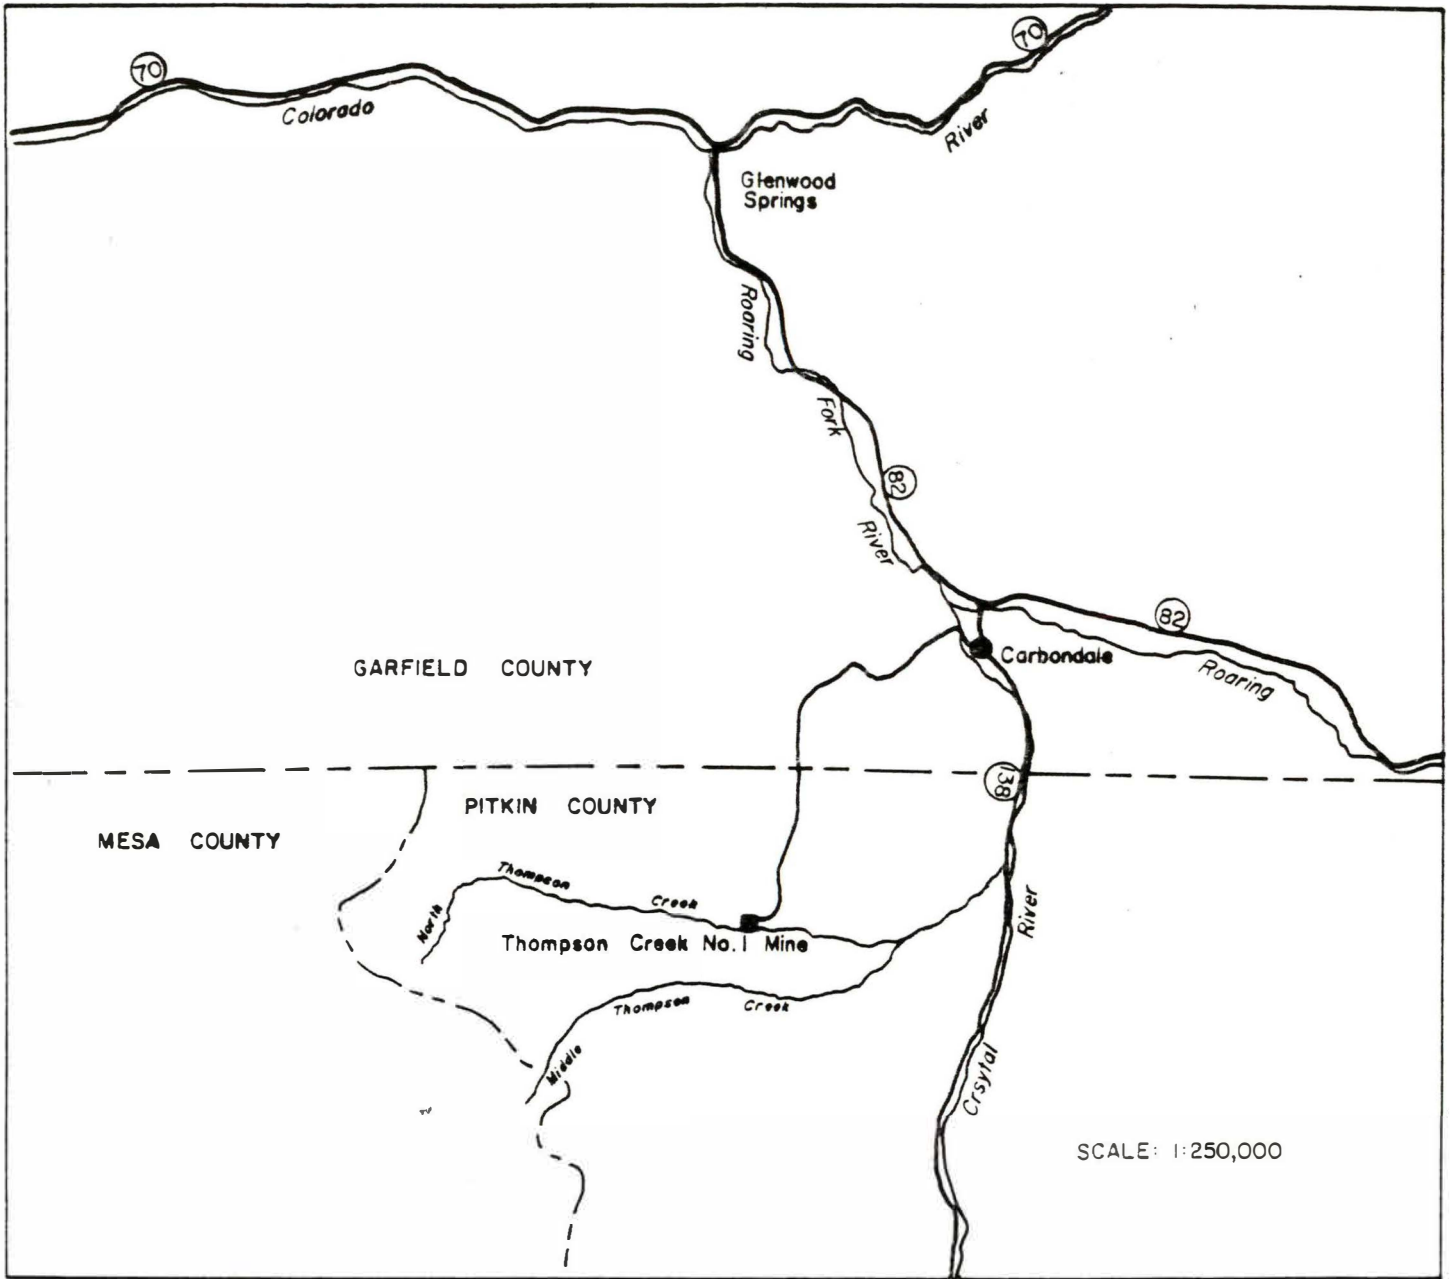 70
70
Colorado
River
Glenwood
Springs
Roaring
Fork
82
River
82
Carbondale
Roaring
GARFIELD COUNTY
138
PITKIN COUNTY
MESA COUNTY
Thompson
Creek
North
River
Thompson Creek No. 1 Mine
Thompson
Creek
Middle
Crsytal
SCALE: 1:250,000